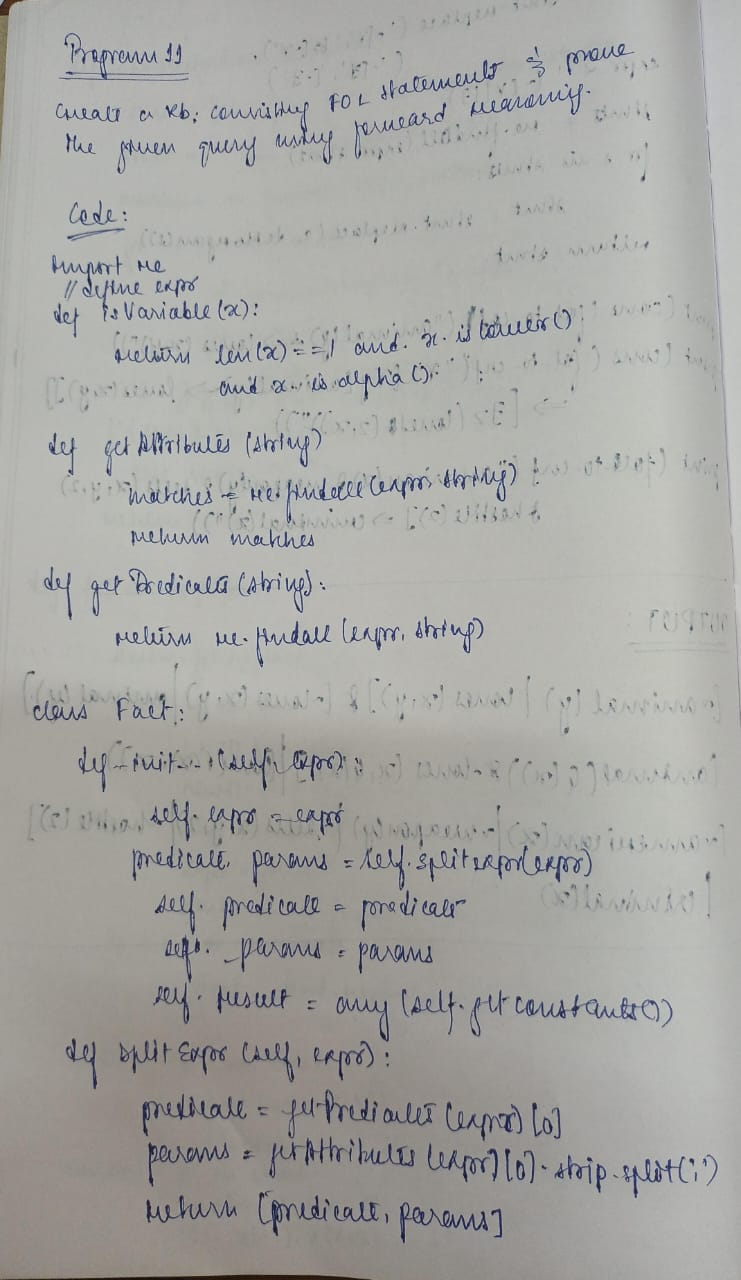 Program 11
Create a kb; consisting FOL statements & prove
the given query using forward reasoning.
Code:
import re
// define expr
def isVariable (x):
return len(x) == 1 and x. islower()
and x. isalpha ().
def getAttributes (string)
matches = re. findall (expr, string)
return matches
def getPredicates (string):
return re. findall (expr, string)
class Fact:
def __init__ (self, expr):
self. expr = expr
predicate, params = self. splitexpr(expr)
self. predicate = predicate
self. params = params
self. result = any (self. getconstants())
def splitExpr (self, expr):
predicate = getPredicates (expr) [0]
params = getAttributes (expr) [0]. strip. split(',')
return [predicate, params]